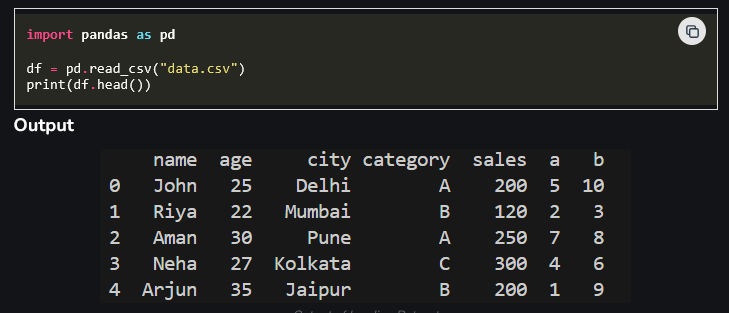 import pandas as pd
df = pd.read_csv("data.csv")
print(df.head())
Output
name age city category sales a b
0 John 25 Delhi A 200 5 10
1 Riya 22 Mumbai B 120 2 3
2 Aman 30 Pune A 250 7 8
3 Neha 27 Kolkata C 300 4 6
4 Arjun 35 Jaipur B 200 1 9